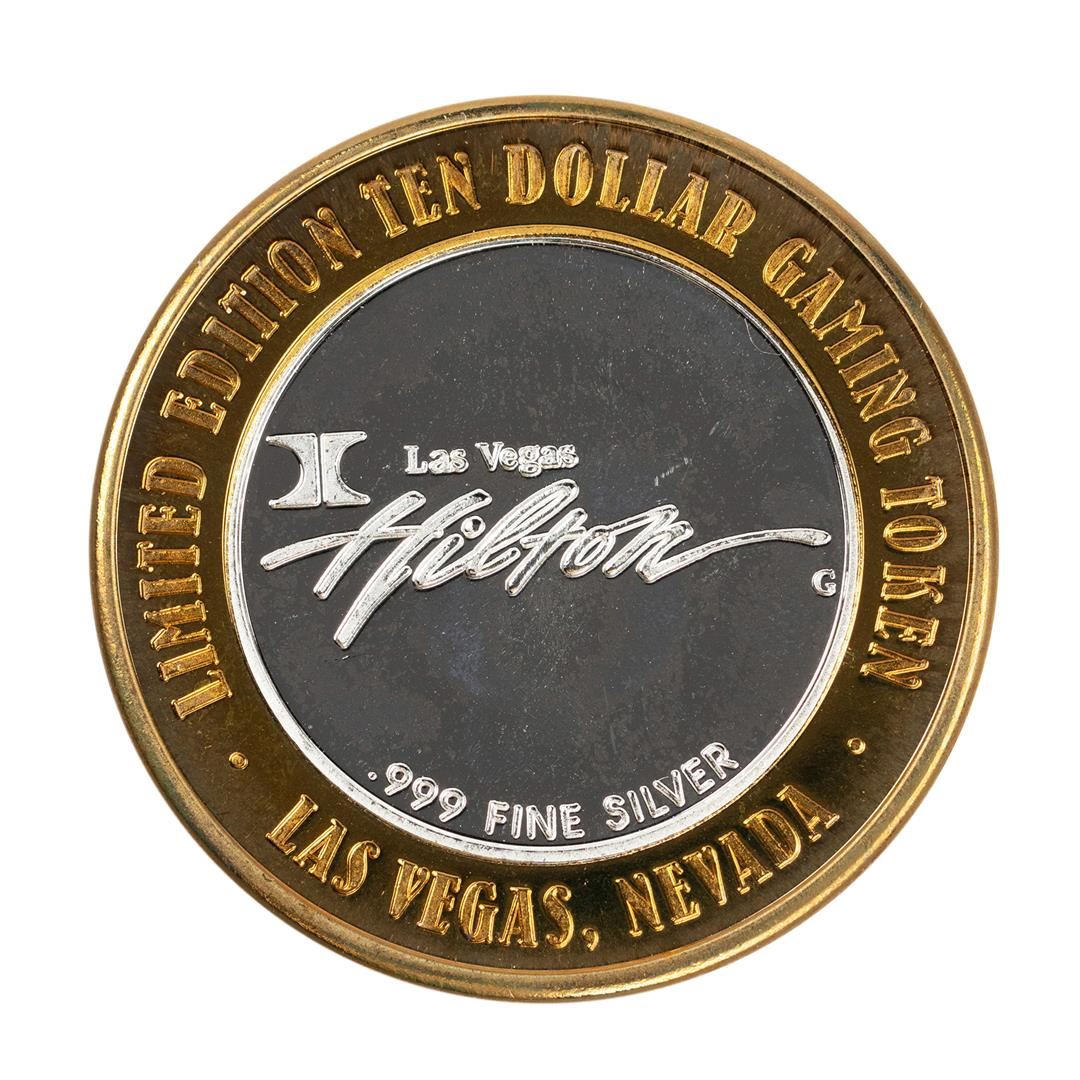 LIMITED EDITION TEN DOLLAR GAMING TOKEN
Las Vegas
Hilton
G
.999 FINE SILVER
LAS VEGAS, NEVADA